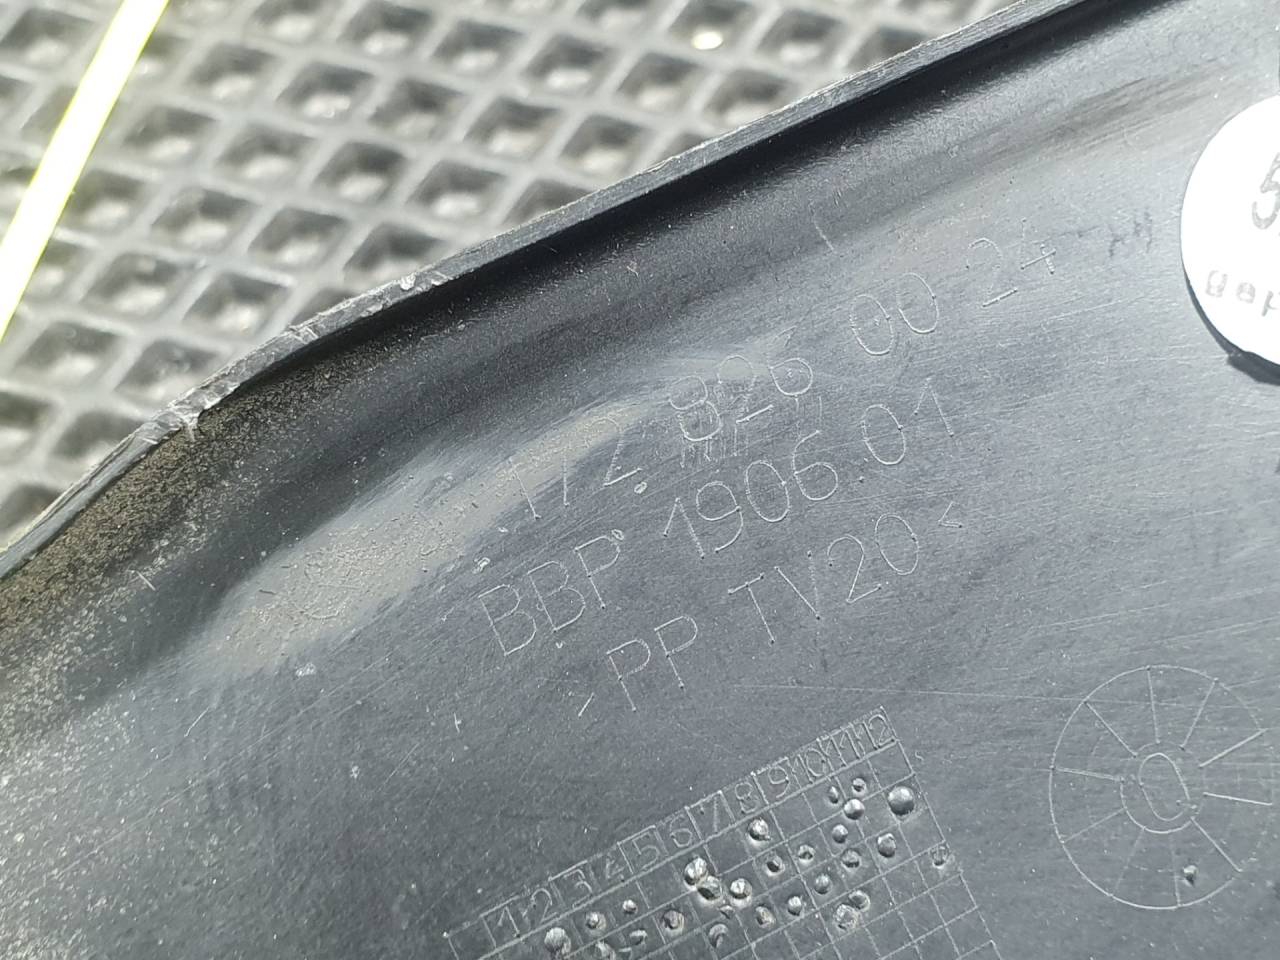 172 826 00 24
BBP 1906.01
>PP TV20<
1 2 3 4 5 6 7 8 9 10 11 12